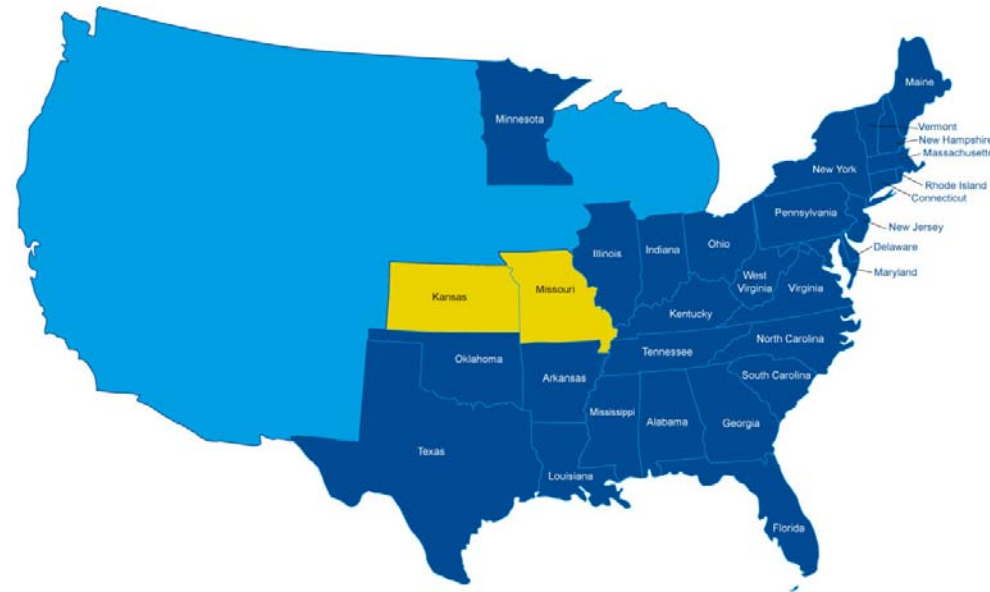 Maine
Minnesota
Vermont
New Hampshire
Massachusetts
New York
Rhode Island
Connecticut
Pennsylvania
New Jersey
Illinois
Indiana
Ohio
Delaware
West
Virginia
Maryland
Virginia
Kansas
Missouri
Kentucky
North Carolina
Tennessee
Oklahoma
South Carolina
Arkansas
Mississippi
Alabama
Georgia
Texas
Louisiana
Florida